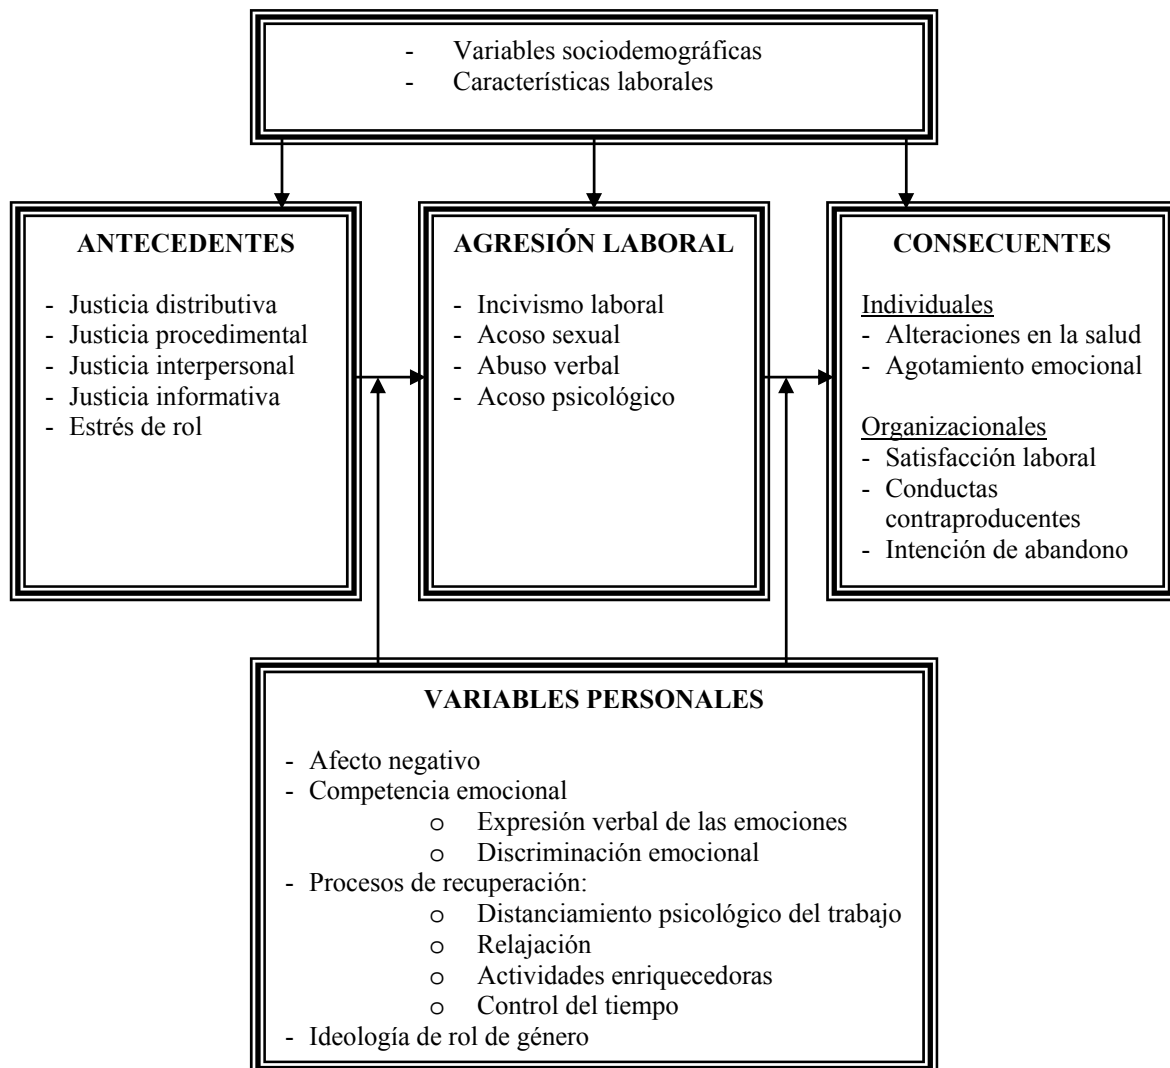 - Variables sociodemográficas
- Características laborales
ANTECEDENTES
- Justicia distributiva
- Justicia procedimental
- Justicia interpersonal
- Justicia informativa
- Estrés de rol
AGRESIÓN LABORAL
- Incivismo laboral
- Acoso sexual
- Abuso verbal
- Acoso psicológico
CONSECUENTES
Individuales
- Alteraciones en la salud
- Agotamiento emocional
Organizacionales
- Satisfacción laboral
- Conductas
contraproducentes
- Intención de abandono
VARIABLES PERSONALES
- Afecto negativo
- Competencia emocional
o Expresión verbal de las emociones
o Discriminación emocional
- Procesos de recuperación:
o Distanciamiento psicológico del trabajo
o Relajación
o Actividades enriquecedoras
o Control del tiempo
- Ideología de rol de género